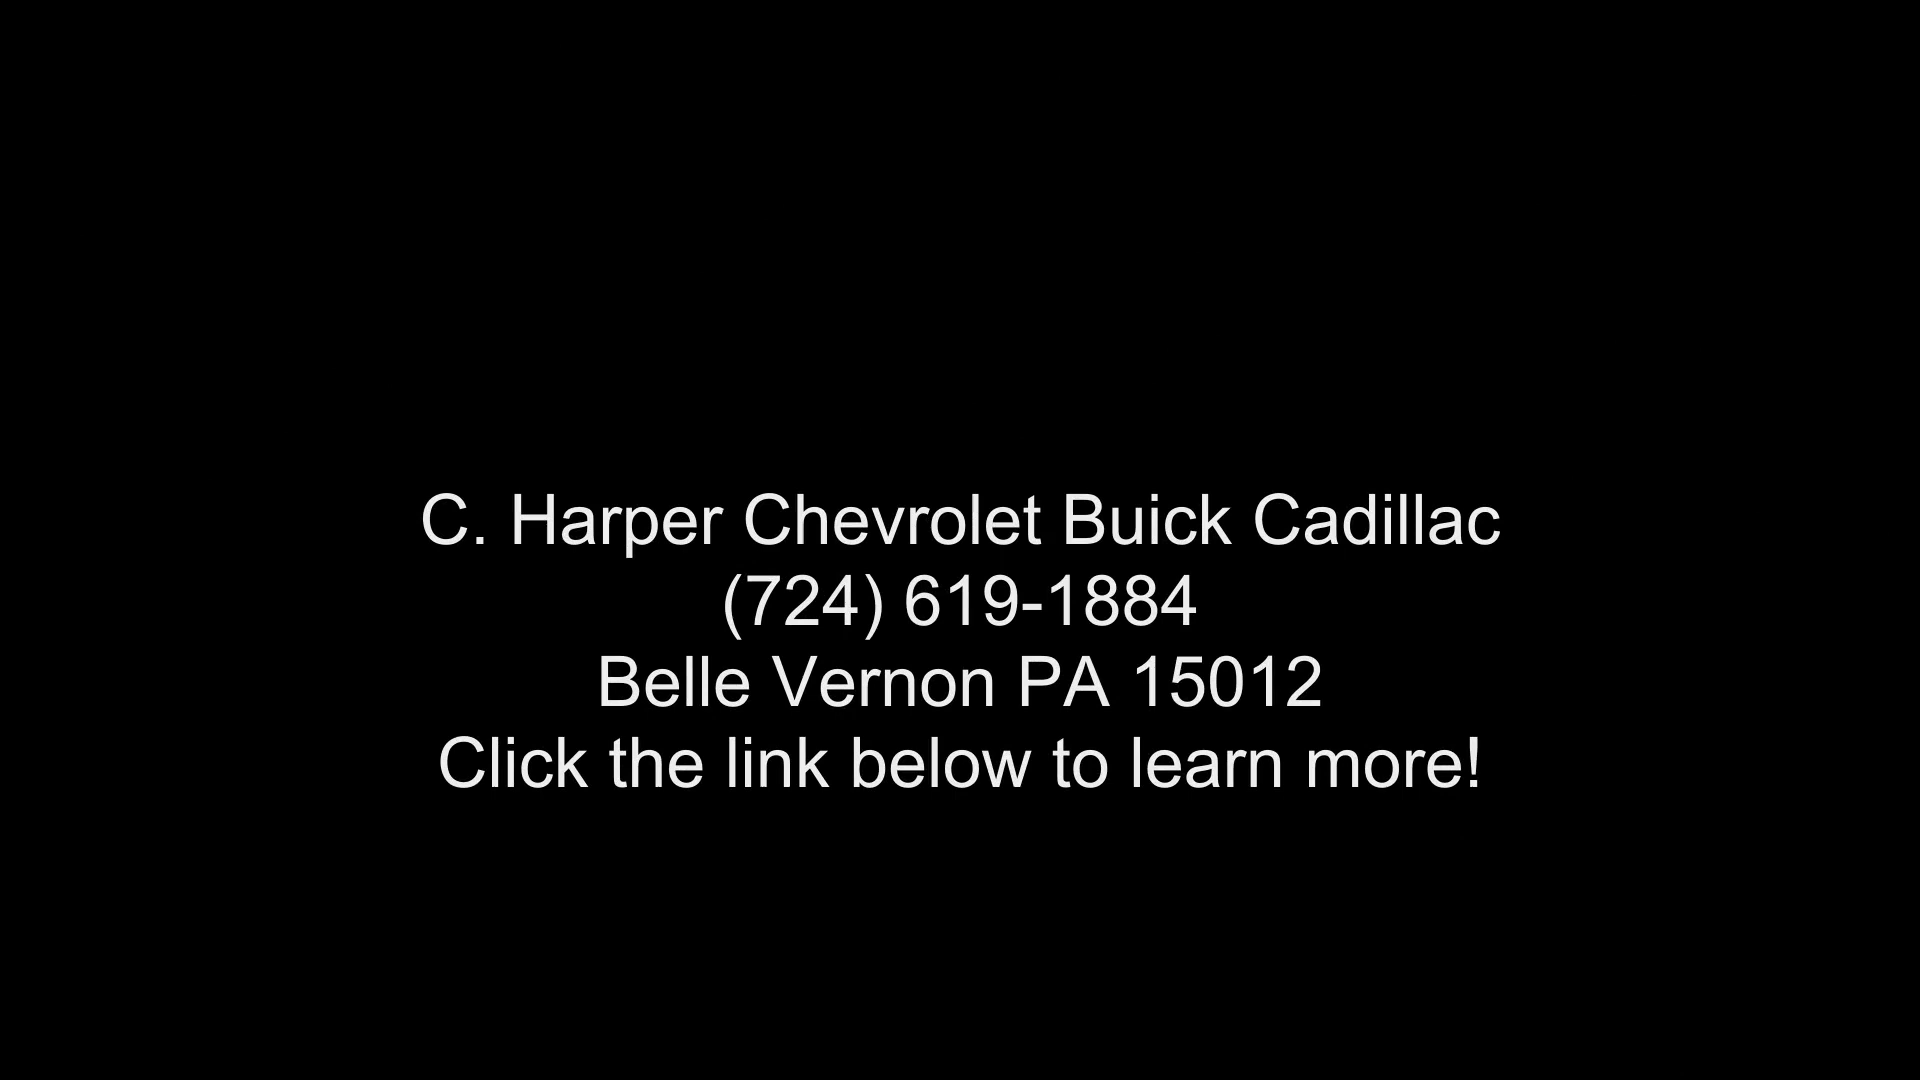 C. Harper Chevrolet Buick Cadillac
(724) 619-1884
Belle Vernon PA 15012
Click the link below to learn more!